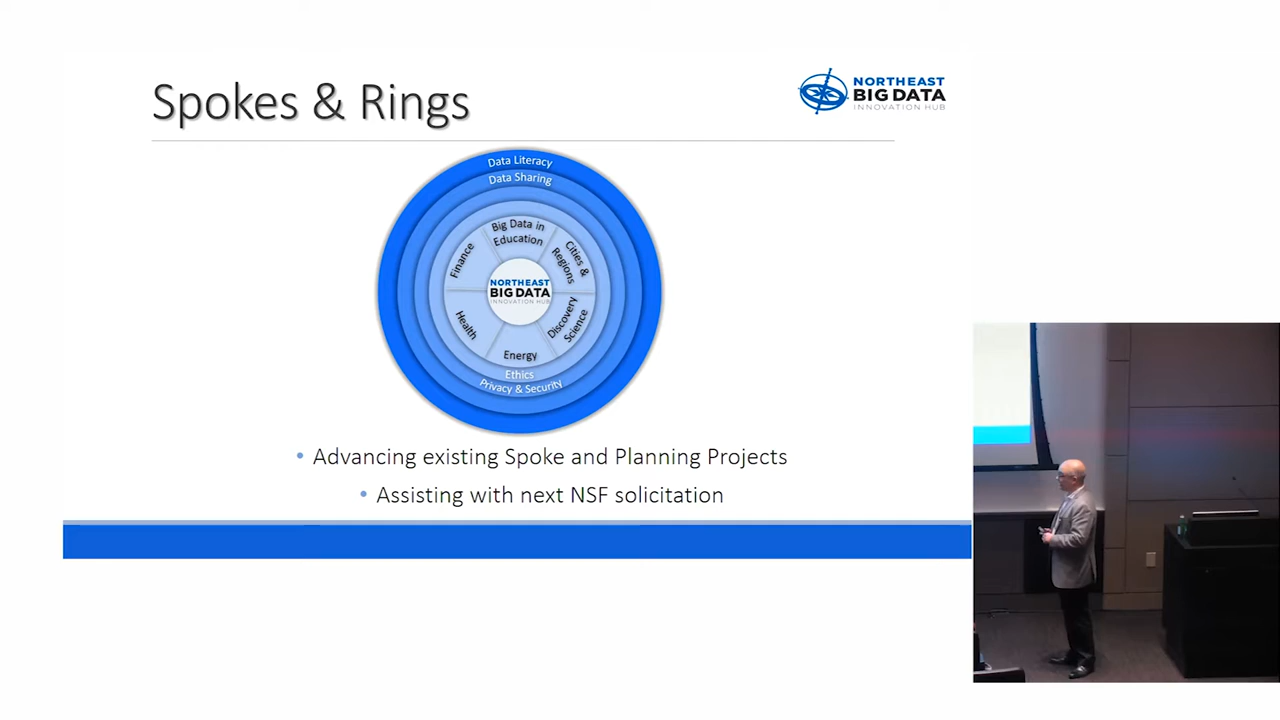 Spokes & Rings
NORTHEAST
BIG DATA
INNOVATION HUB
Data Literacy
Data Sharing
Big Data in
Education
Cities &
Regions
Finance
NORTHEAST
BIG DATA
INNOVATION HUB
Health
Discovery
Science
Energy
Ethics
Privacy & Security
• Advancing existing Spoke and Planning Projects
• Assisting with next NSF solicitation